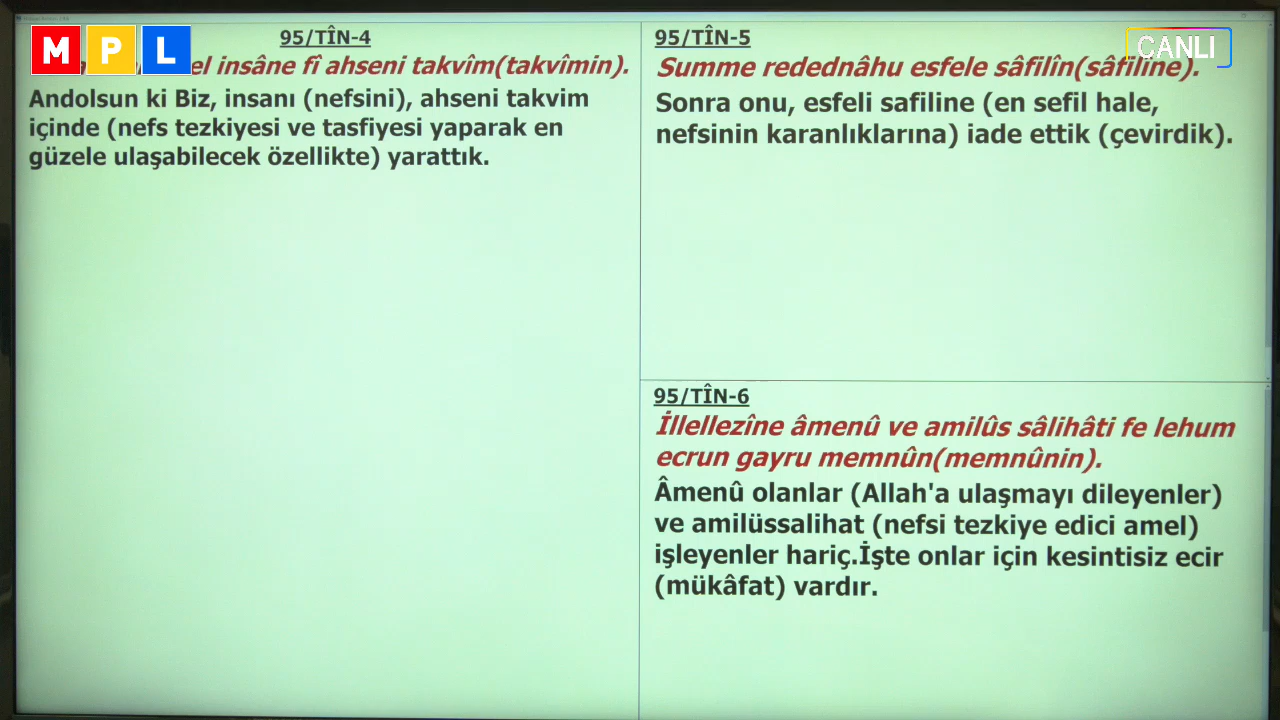 MPL
CANLI
95/TÎN-4
el insâne fî ahseni takvîm(takvîmin).
Andolsun ki Biz, insanı (nefsini), ahseni takvim
içinde (nefs tezkiyesi ve tasfiyesi yaparak en
güzele ulaşabilecek özellikte) yarattık.
95/TÎN-5
Summe redednâhu esfele sâfilîn(sâfilîne).
Sonra onu, esfeli safiline (en sefil hale,
nefsinin karanlıklarına) iade ettik (çevirdik).
95/TÎN-6
İllellezîne âmenû ve amilûs sâlihâti fe lehum
ecrun gayru memnûn(memnûnin).
Âmenû olanlar (Allah'a ulaşmayı dileyenler)
ve amilüssalihat (nefsi tezkiye edici amel)
işleyenler hariç.İşte onlar için kesintisiz ecir
(mükâfat) vardır.